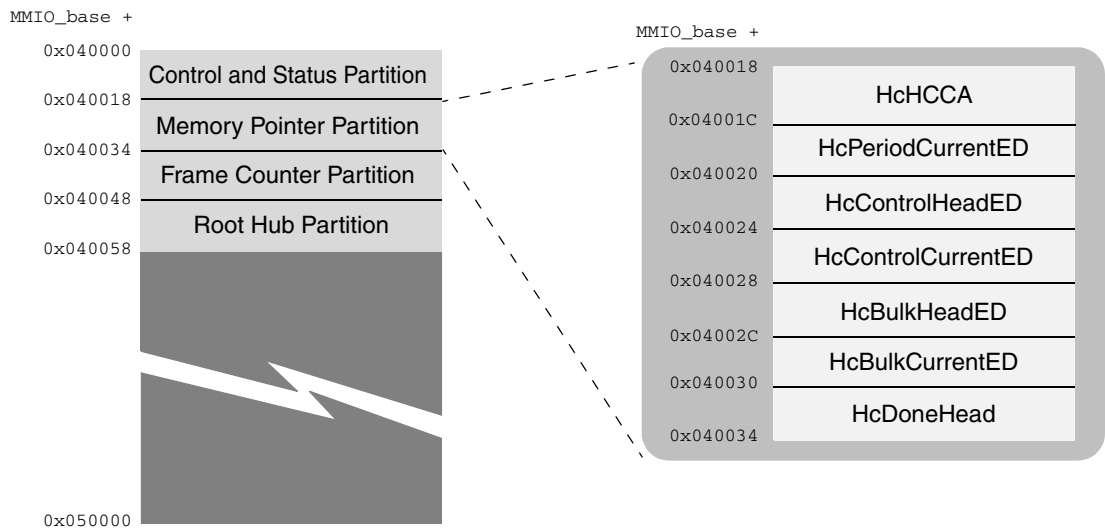 MMIO_base +
0x040000
Control and Status Partition
0x040018
Memory Pointer Partition
0x040034
Frame Counter Partition
0x040048
Root Hub Partition
0x040058
0x050000
MMIO_base +
0x040018
HcHCCA
0x04001C
HcPeriodCurrentED
0x040020
HcControlHeadED
0x040024
HcControlCurrentED
0x040028
HcBulkHeadED
0x04002C
HcBulkCurrentED
0x040030
HcDoneHead
0x040034